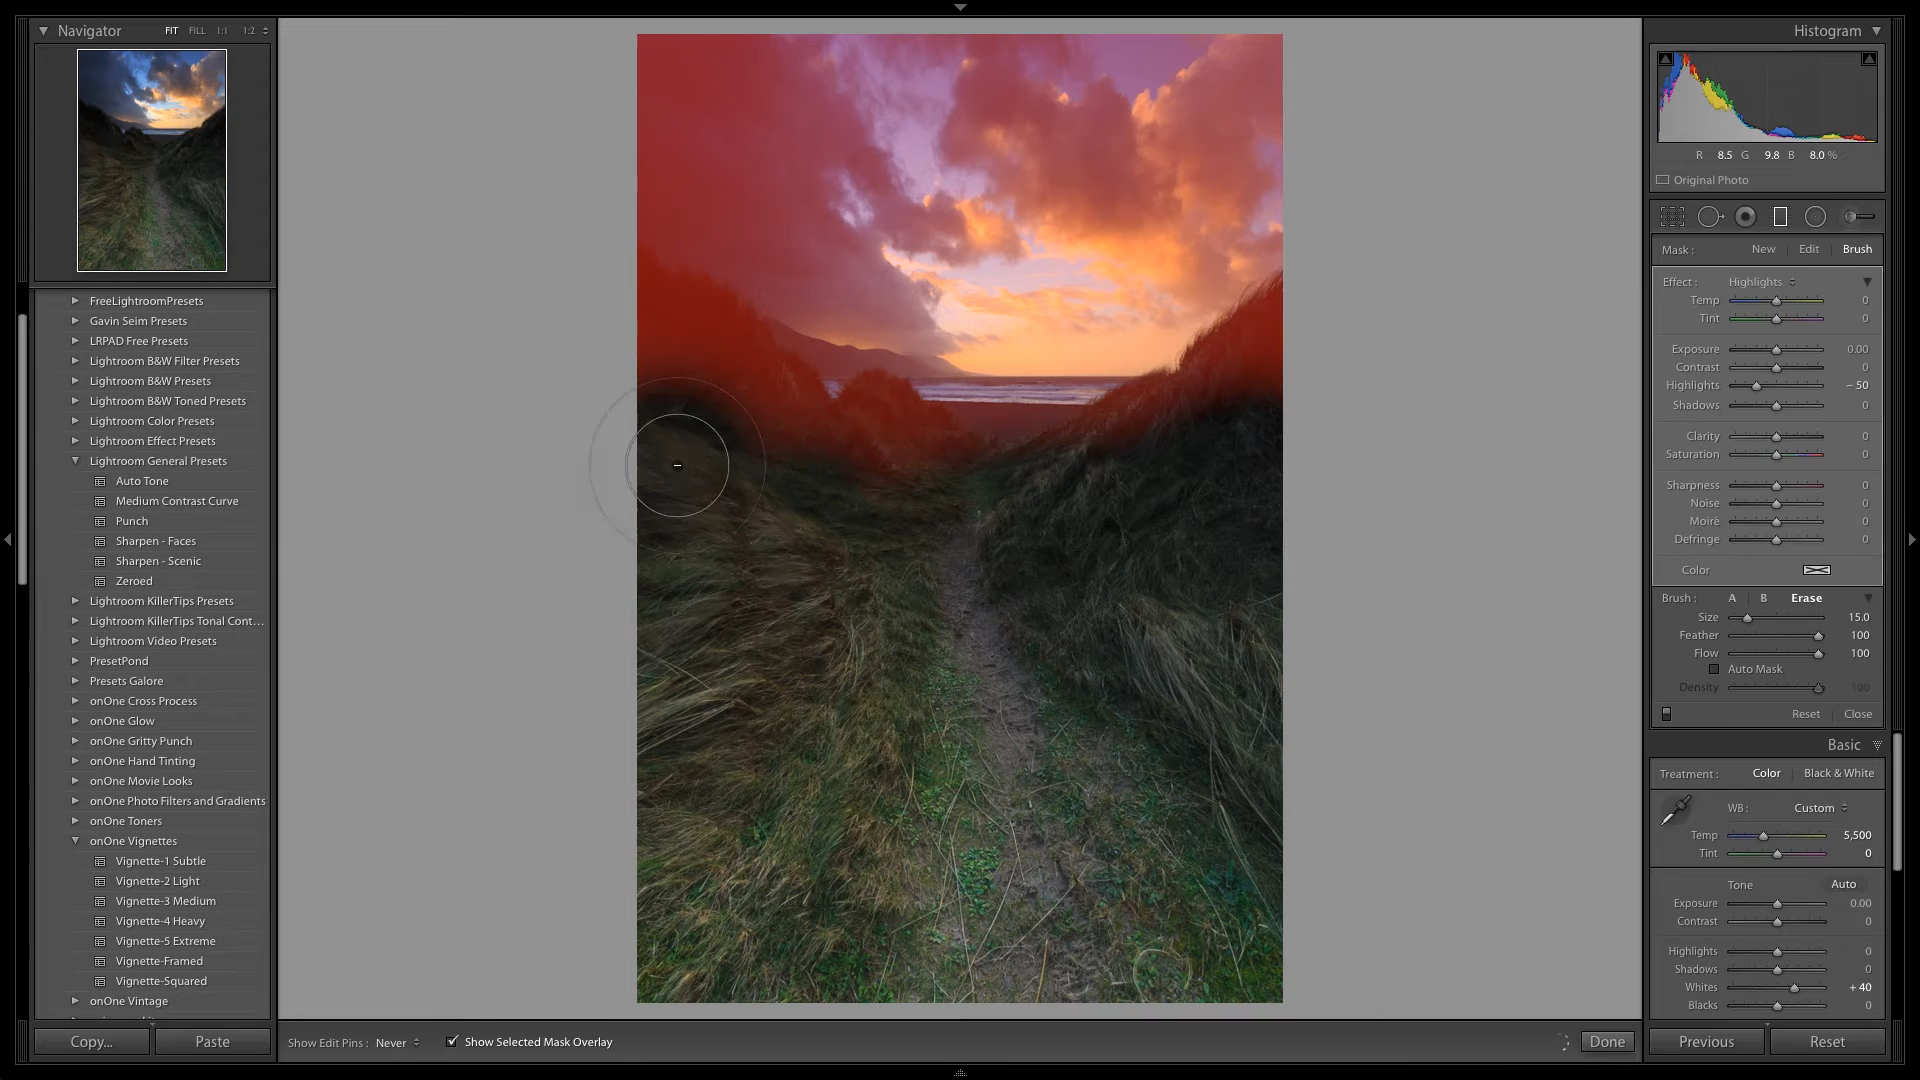 Navigator FIT FILL 1:1 1:2
FreeLightroomPresets
Gavin Seim Presets
LRPAD Free Presets
Lightroom B&W Filter Presets
Lightroom B&W Presets
Lightroom B&W Toned Presets
Lightroom Color Presets
Lightroom Effect Presets
Lightroom General Presets
Auto Tone
Medium Contrast Curve
Punch
Sharpen - Faces
Sharpen - Scenic
Zeroed
Lightroom KillerTips Presets
Lightroom KillerTips Tonal Cont...
Lightroom Video Presets
PresetPond
Presets Galore
onOne Cross Process
onOne Glow
onOne Gritty Punch
onOne Hand Tinting
onOne Movie Looks
onOne Photo Filters and Gradients
onOne Toners
onOne Vignettes
Vignette-1 Subtle
Vignette-2 Light
Vignette-3 Medium
Vignette-4 Heavy
Vignette-5 Extreme
Vignette-Framed
Vignette-Squared
onOne Vintage
Copy... Paste
Show Edit Pins : Never Show Selected Mask Overlay Done
Histogram
R 8.5 G 9.8 B 8.0 %
Original Photo
Mask : New Edit Brush
Effect : Highlights
Temp 0
Tint 0
Exposure 0.00
Contrast 0
Highlights – 50
Shadows 0
Clarity 0
Saturation 0
Sharpness 0
Noise 0
Moiré 0
Defringe 0
Color
Brush : A B Erase
Size 15.0
Feather 100
Flow 100
Auto Mask
Density 100
Reset Close
Basic
Treatment : Color Black & White
WB : Custom
Temp 5,500
Tint 0
Tone Auto
Exposure 0.00
Contrast 0
Highlights 0
Shadows 0
Whites + 40
Blacks 0
Previous Reset